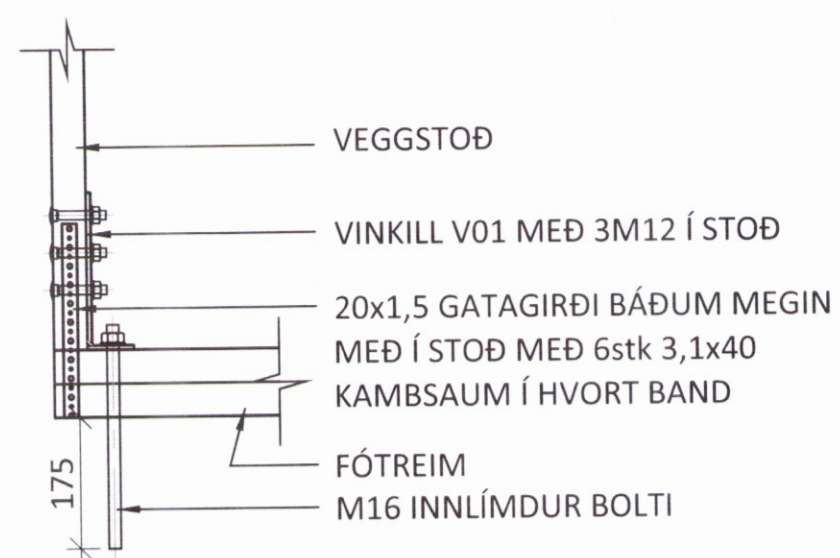 VEGGSTOÐ
VINKILL V01 MEÐ 3M12 Í STOÐ
20x1,5 GATAGIRÐI BÁÐUM MEGIN
MEÐ Í STOÐ MEÐ 6stk 3,1x40
KAMBSAUM Í HVORT BAND
FÓTREIM
M16 INNLÍMDUR BOLTI
175